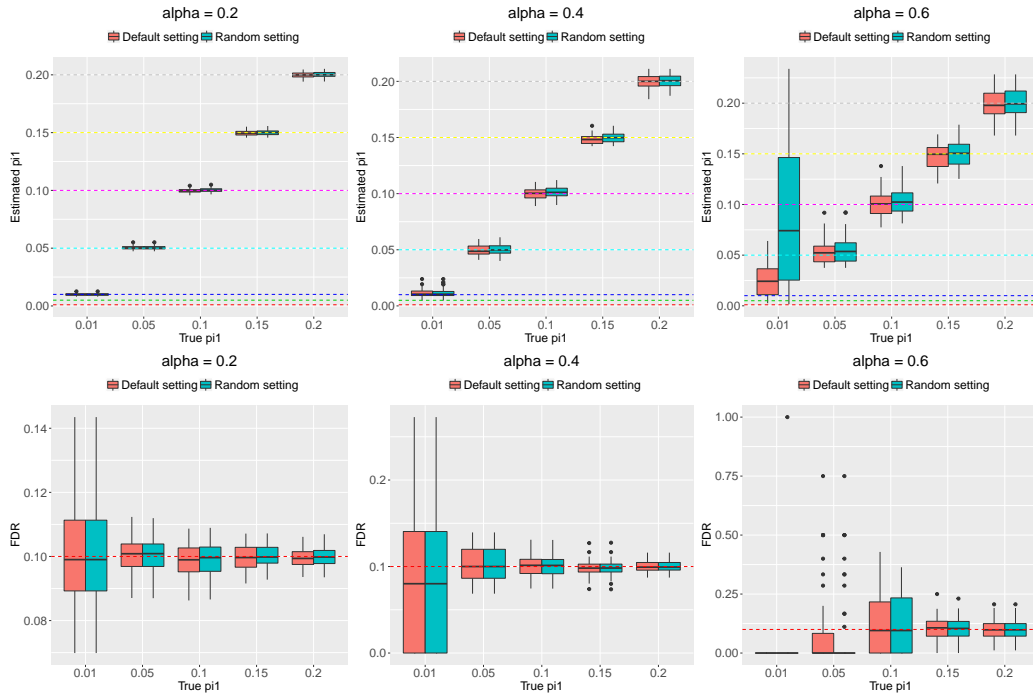 alpha = 0.2
Default setting Random setting
Estimated pi1
0.20
0.15
0.10
0.05
0.00
0.01 0.05 0.1 0.15 0.2
True pi1
alpha = 0.4
Default setting Random setting
Estimated pi1
0.20
0.15
0.10
0.05
0.00
0.01 0.05 0.1 0.15 0.2
True pi1
alpha = 0.6
Default setting Random setting
Estimated pi1
0.20
0.15
0.10
0.05
0.00
0.01 0.05 0.1 0.15 0.2
True pi1
alpha = 0.2
Default setting Random setting
FDR
0.14
0.12
0.10
0.08
0.01 0.05 0.1 0.15 0.2
True pi1
alpha = 0.4
Default setting Random setting
FDR
0.2
0.1
0.0
0.01 0.05 0.1 0.15 0.2
True pi1
alpha = 0.6
Default setting Random setting
FDR
1.00
0.75
0.50
0.25
0.00
0.01 0.05 0.1 0.15 0.2
True pi1